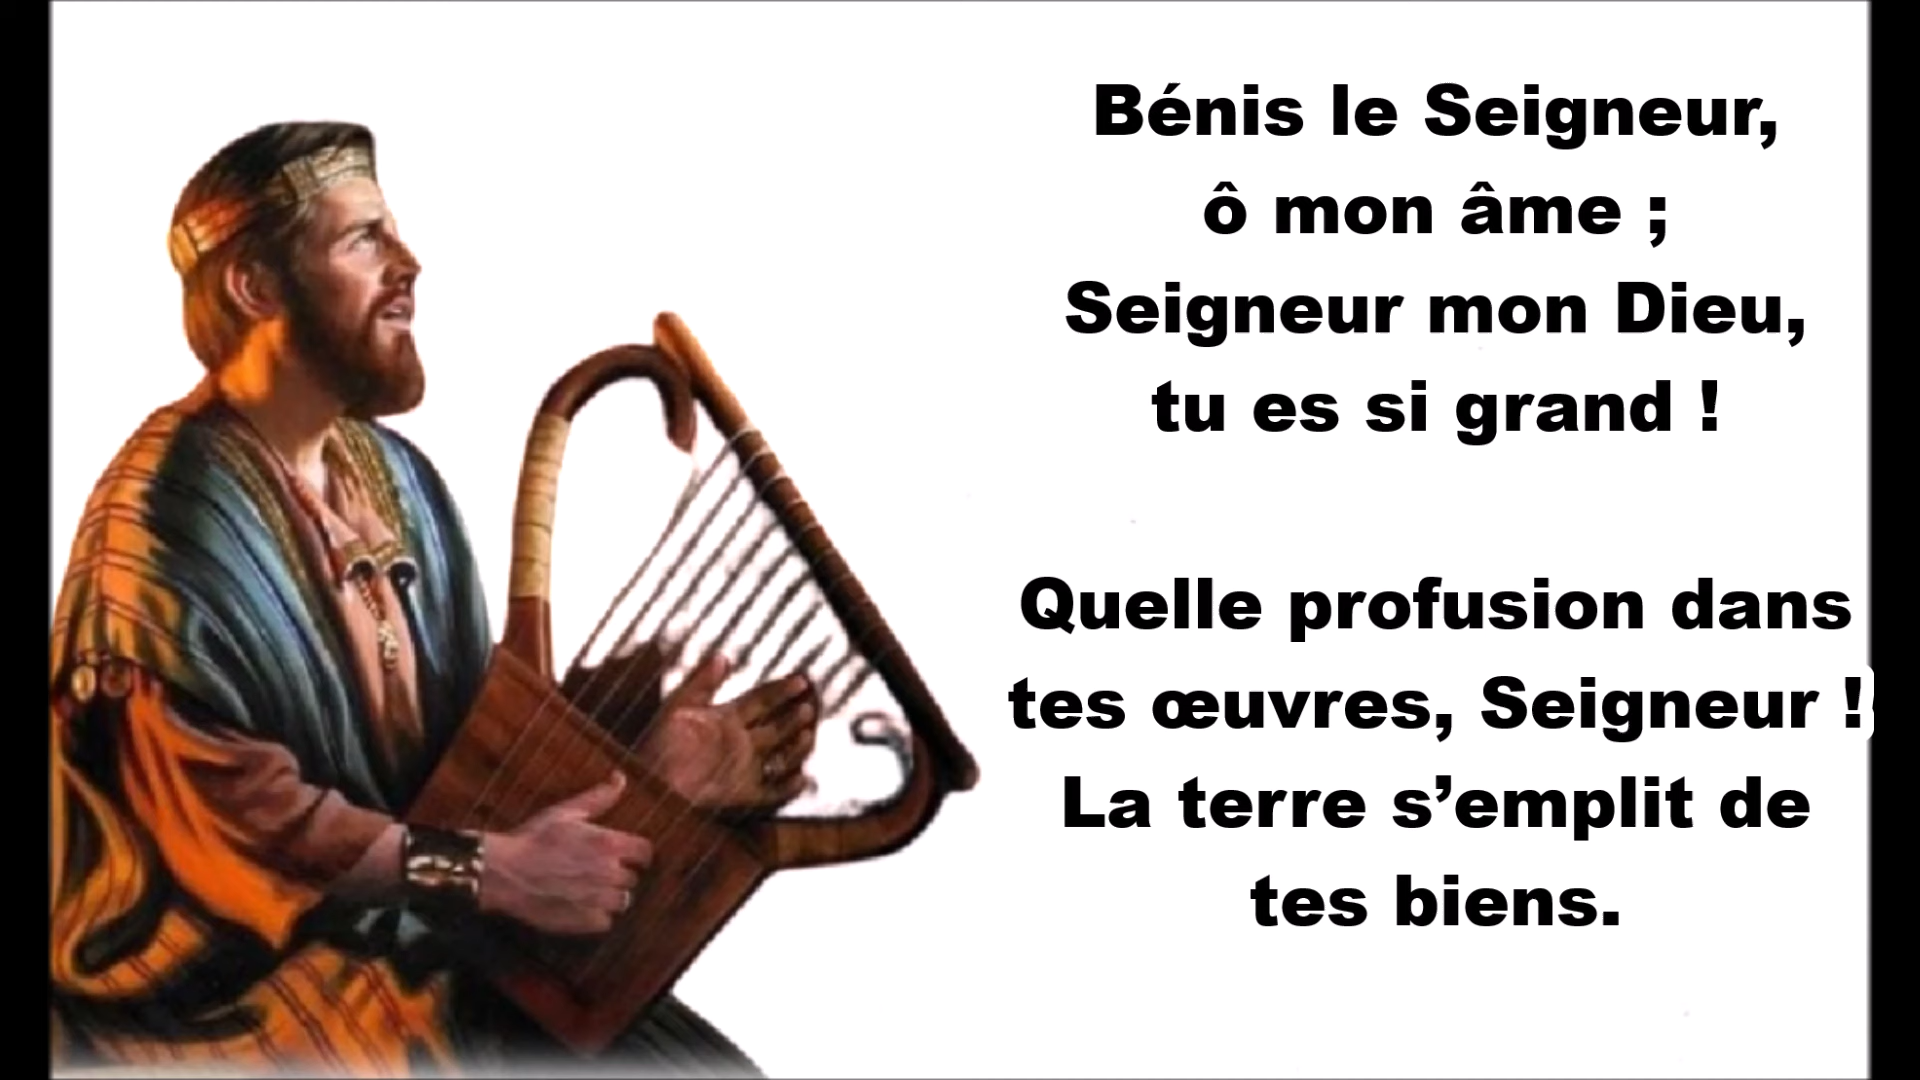 Bénis le Seigneur,
ô mon âme ;
Seigneur mon Dieu,
tu es si grand !
Quelle profusion dans
tes œuvres, Seigneur !
La terre s’emplit de
tes biens.